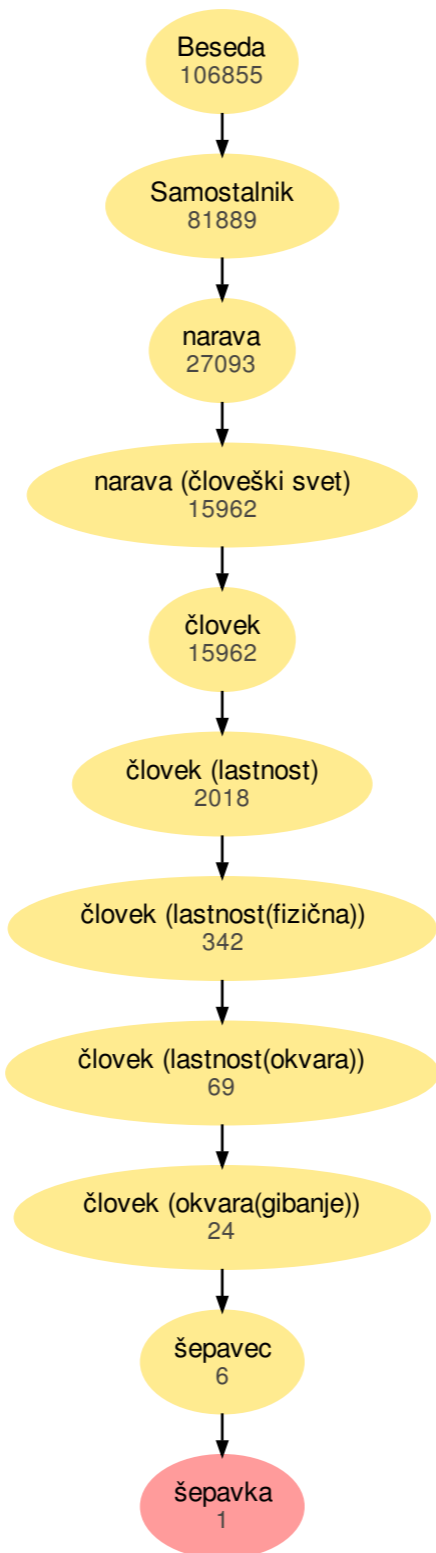 Beseda
106855
Samostalnik
81889
narava
27093
narava (človeški svet)
15962
človek
15962
človek (lastnost)
2018
človek (lastnost(fizična))
342
človek (lastnost(okvara))
69
človek (okvara(gibanje))
24
šepavec
6
šepavka
1